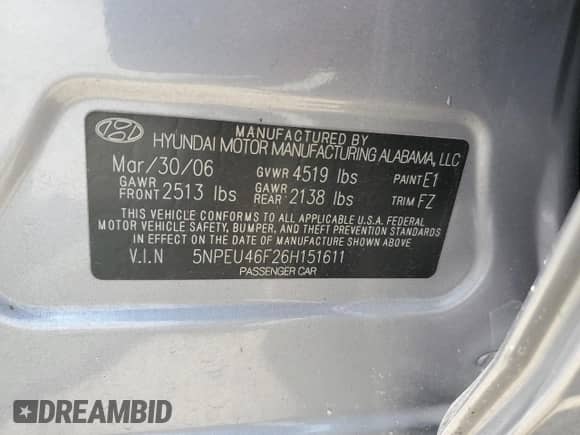 MANUFACTURED BY
HYUNDAI MOTOR MANUFACTURING ALABAMA, LLC
Mar/30/06 GVWR 4519 lbs PAINT E1
GAWR FRONT 2513 lbs GAWR REAR 2138 lbs TRIM FZ
THIS VEHICLE CONFORMS TO ALL APPLICABLE U.S.A. FEDERAL
MOTOR VEHICLE SAFETY, BUMPER, AND THEFT PREVENTION STANDARDS
IN EFFECT ON THE DATE OF MANUFACTURE SHOWN ABOVE
V.I.N 5NPEU46F26H151611
PASSENGER CAR
DREAMBID